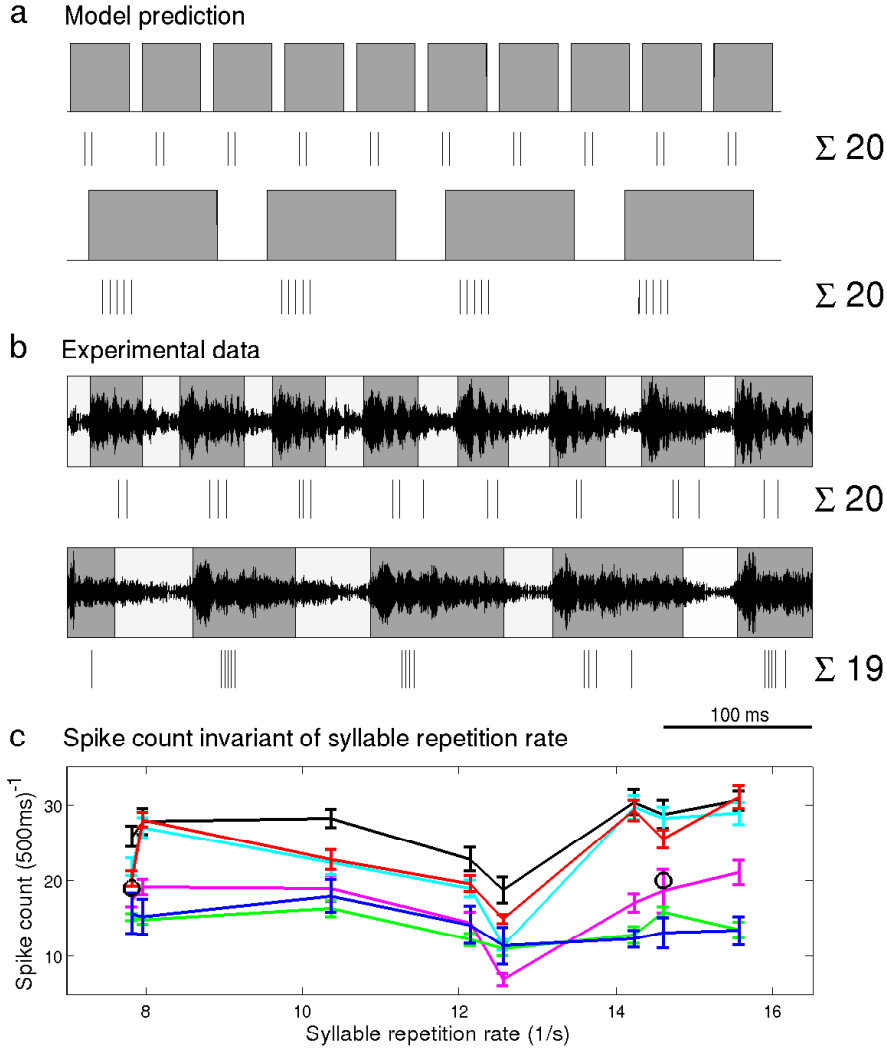 a Model prediction
Σ 20
Σ 20
b Experimental data
Σ 20
Σ 19
100 ms
c Spike count invariant of syllable repetition rate
Spike count (500ms)⁻¹
30
20
10
8 10 12 14 16
Syllable repetition rate (1/s)